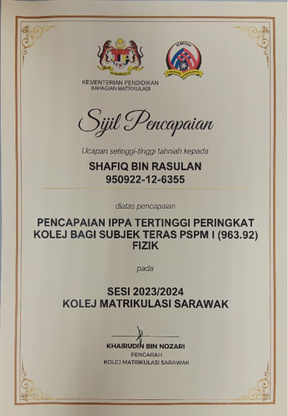 KEMENTERIAN PENDIDIKAN
BAHAGIAN MATRIKULASI
Sijil Pencapaian
Ucapan setinggi-tinggi tahniah kepada
SHAFIQ BIN RASULAN
950922-12-6355
diatas pencapaian
PENCAPAIAN IPPA TERTINGGI PERINGKAT
KOLEJ BAGI SUBJEK TERAS PSPM I (963.92)
FIZIK
pada
SESI 2023/2024
KOLEJ MATRIKULASI SARAWAK
KHAIRUDIN BIN NOZARI
PENGARAH
KOLEJ MATRIKULASI SARAWAK